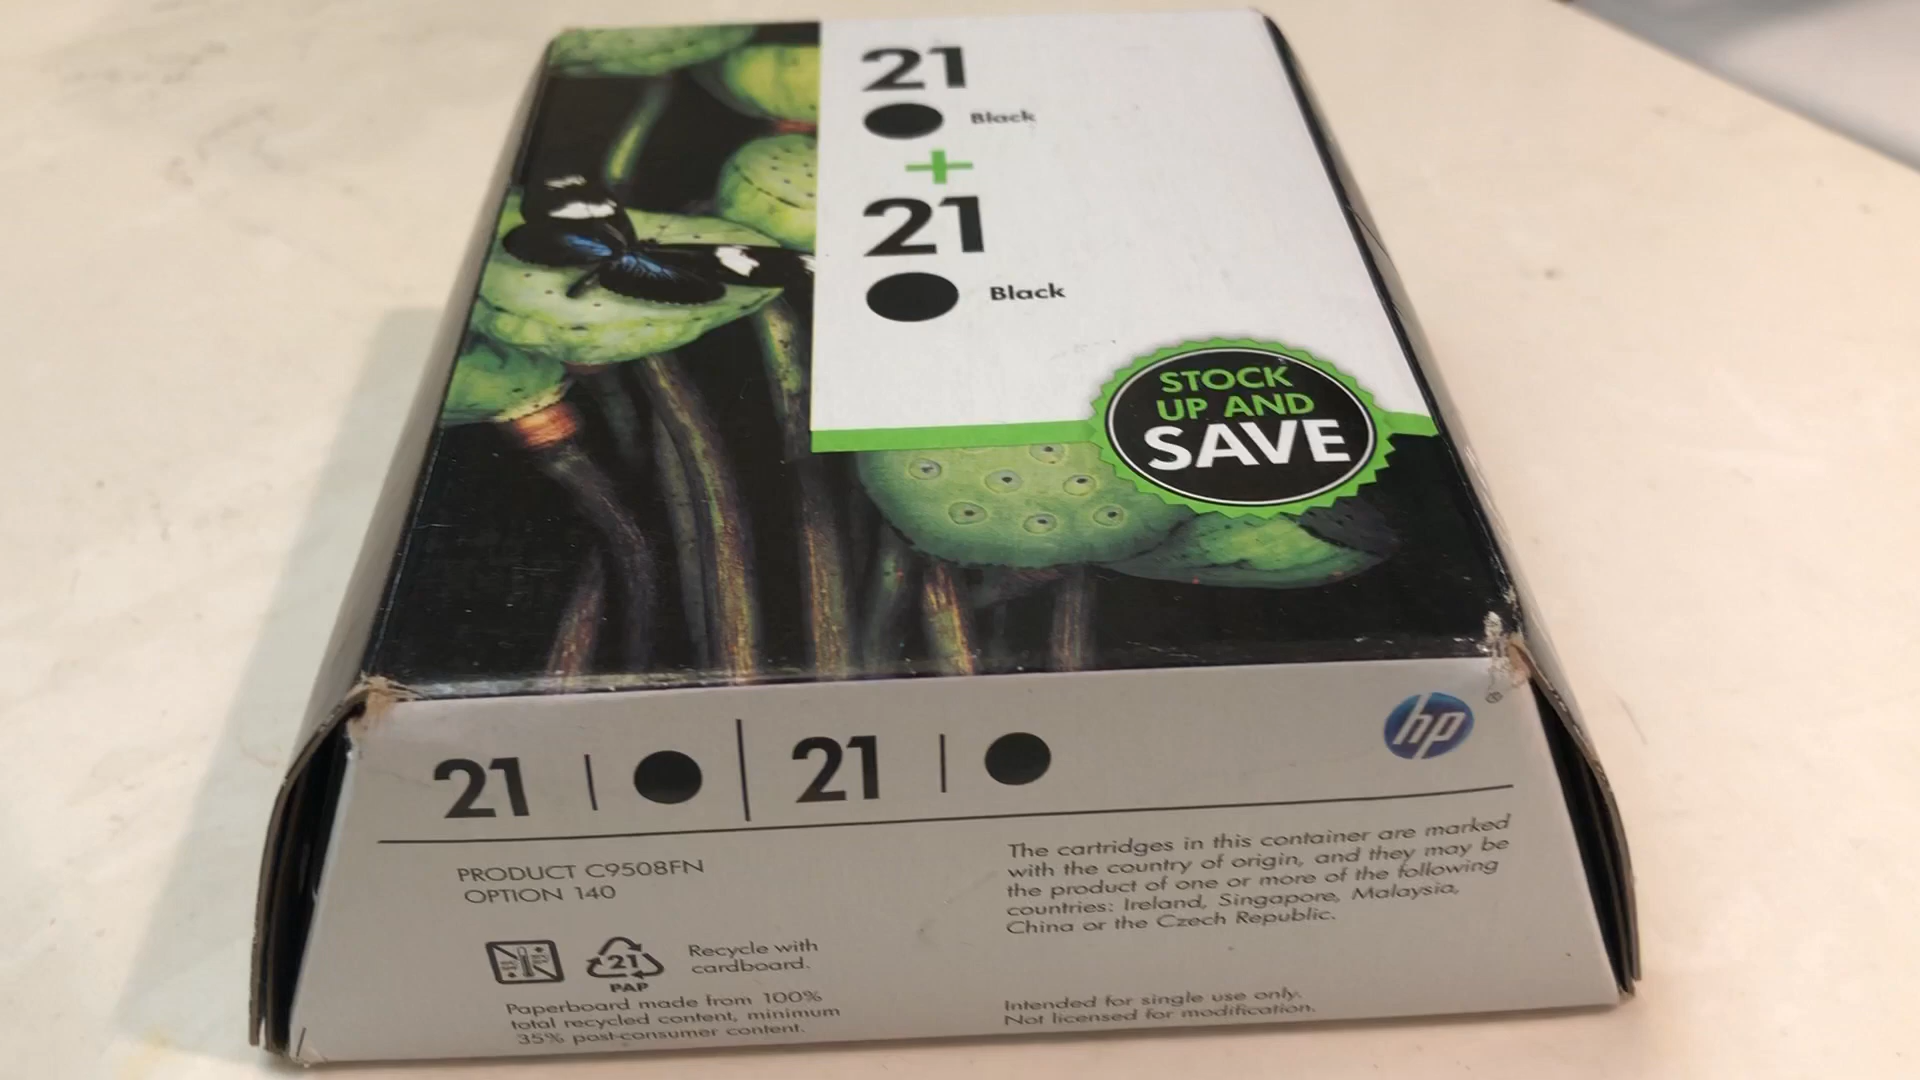 21
Black
+
21
Black
STOCK
UP AND
SAVE
21 | 21 |
hp ®
PRODUCT C9508FN
OPTION 140
21
PAP
Recycle with
cardboard.
Paperboard made from 100%
total recycled content, minimum
35% post-consumer content.
The cartridges in this container are marked
with the country of origin, and they may be
the product of one or more of the following
countries: Ireland, Singapore, Malaysia,
China or the Czech Republic.
Intended for single use only.
Not licensed for modification.